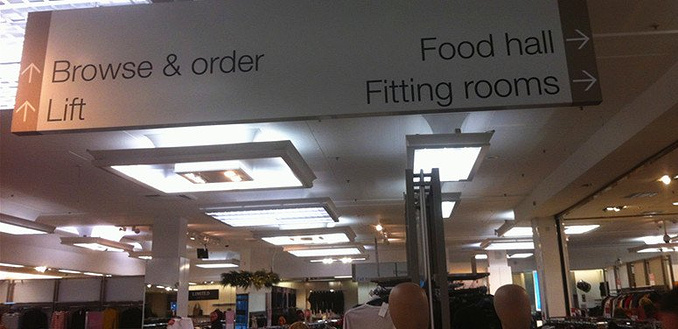 Browse & order
Lift
Food hall
Fitting rooms